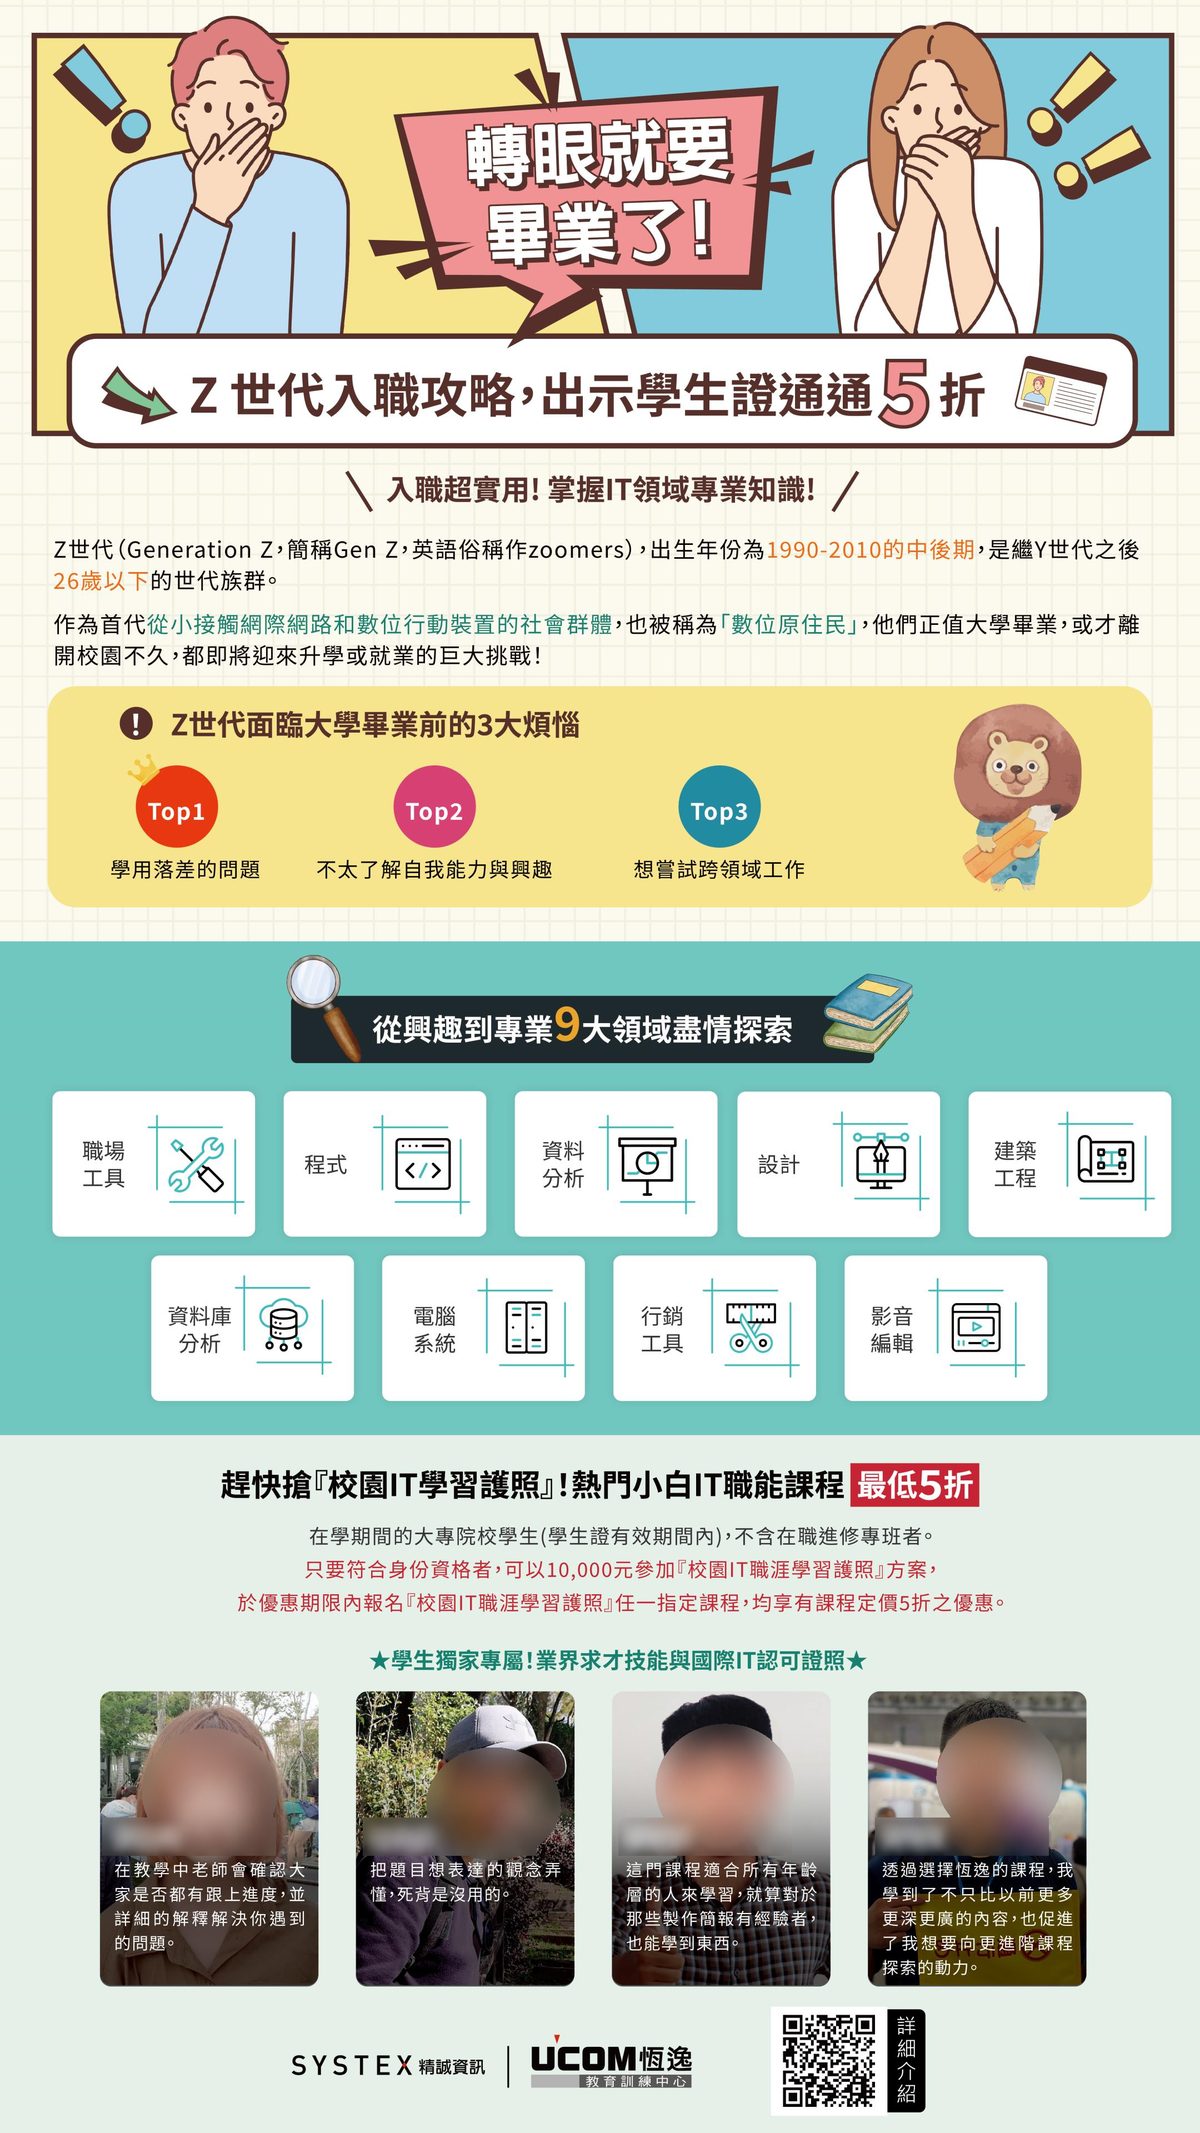 轉眼就要
畢業了!
Z 世代入職攻略,出示學生證通通5折
入職超實用! 掌握IT領域專業知識!
Z世代(Generation Z,簡稱Gen Z,英語俗稱作zoomers),出生年份為1990-2010的中後期,是繼Y世代之後
26歲以下的世代族群。
作為首代從小接觸網際網路和數位行動裝置的社會群體,也被稱為「數位原住民」,他們正值大學畢業,或才離
開校園不久,都即將迎來升學或就業的巨大挑戰!
! Z世代面臨大學畢業前的3大煩惱
Top1
學用落差的問題
Top2
不太了解自我能力與興趣
Top3
想嘗試跨領域工作
從興趣到專業9大領域盡情探索
職場
工具
程式
資料
分析
設計
建築
工程
資料庫
分析
電腦
系統
行銷
工具
影音
編輯
趕快搶『校園IT學習護照』!熱門小白IT職能課程 最低5折
在學期間的大專院校學生(學生證有效期間內),不含在職進修專班者。
只要符合身份資格者,可以10,000元參加『校園IT職涯學習護照』方案,
於優惠期限內報名『校園IT職涯學習護照』任一指定課程,均享有課程定價5折之優惠。
★學生獨家專屬!業界求才技能與國際IT認可證照★
在教學中老師會確認大
家是否都有跟上進度,並
詳細的解釋解決你遇到
的問題。
把題目想表達的觀念弄
懂,死背是沒用的。
這門課程適合所有年齡
層的人來學習,就算對於
那些製作簡報有經驗者,
也能學到東西。
透過選擇恆逸的課程,我
學到了不只比以前更多
更深更廣的內容,也促進
了我想要向更進階課程
探索的動力。
SYSTEX 精誠資訊
UCOM恆逸
教育訓練中心
詳細介紹